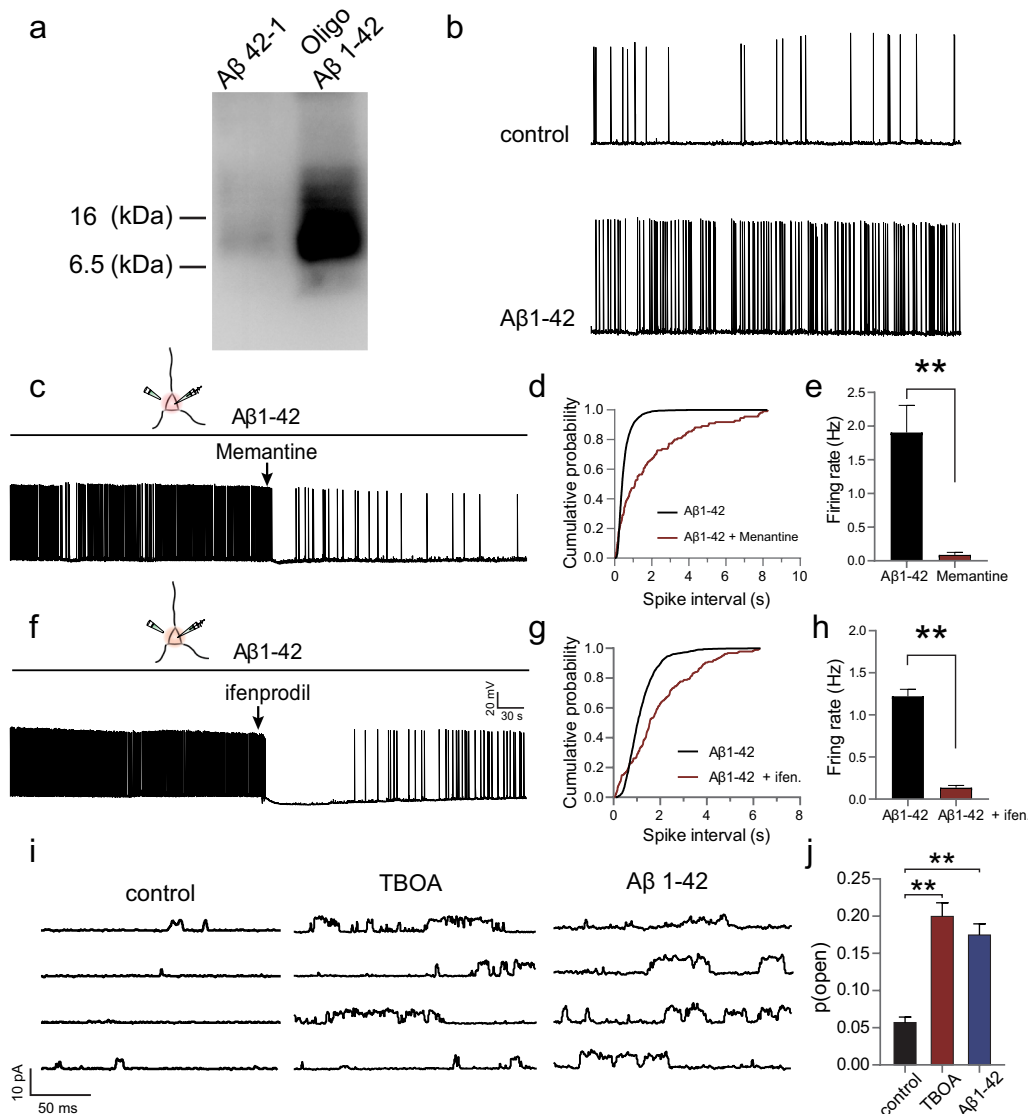 a
Aβ 42-1
Oligo
Aβ 1-42
16 (kDa)
6.5 (kDa)
b
control
Aβ1-42
c
Aβ1-42
Memantine
d
Cumulative probability
1.0
0.8
0.6
0.4
0.2
0.0
Aβ1-42
Aβ1-42 + Menantine
0 2 4 6 8 10
Spike interval (s)
e
**
Firing rate (Hz)
2.5
2.0
1.5
1.0
0.5
0.0
Aβ1-42 Memantine
f
Aβ1-42
ifenprodil
20 mV
30 s
g
Cumulative probability
1.0
0.8
0.6
0.4
0.2
0.0
Aβ1-42
Aβ1-42 + ifen.
0 2 4 6 8
Spike interval (s)
h
**
Fring rate (Hz)
2.0
1.5
1.0
0.5
0.0
Aβ1-42 Aβ1-42 + ifen.
i
control
TBOA
Aβ 1-42
10 pA
50 ms
j
**
**
p(open)
0.25
0.20
0.15
0.10
0.05
0.00
control
TBOA
Aβ1-42